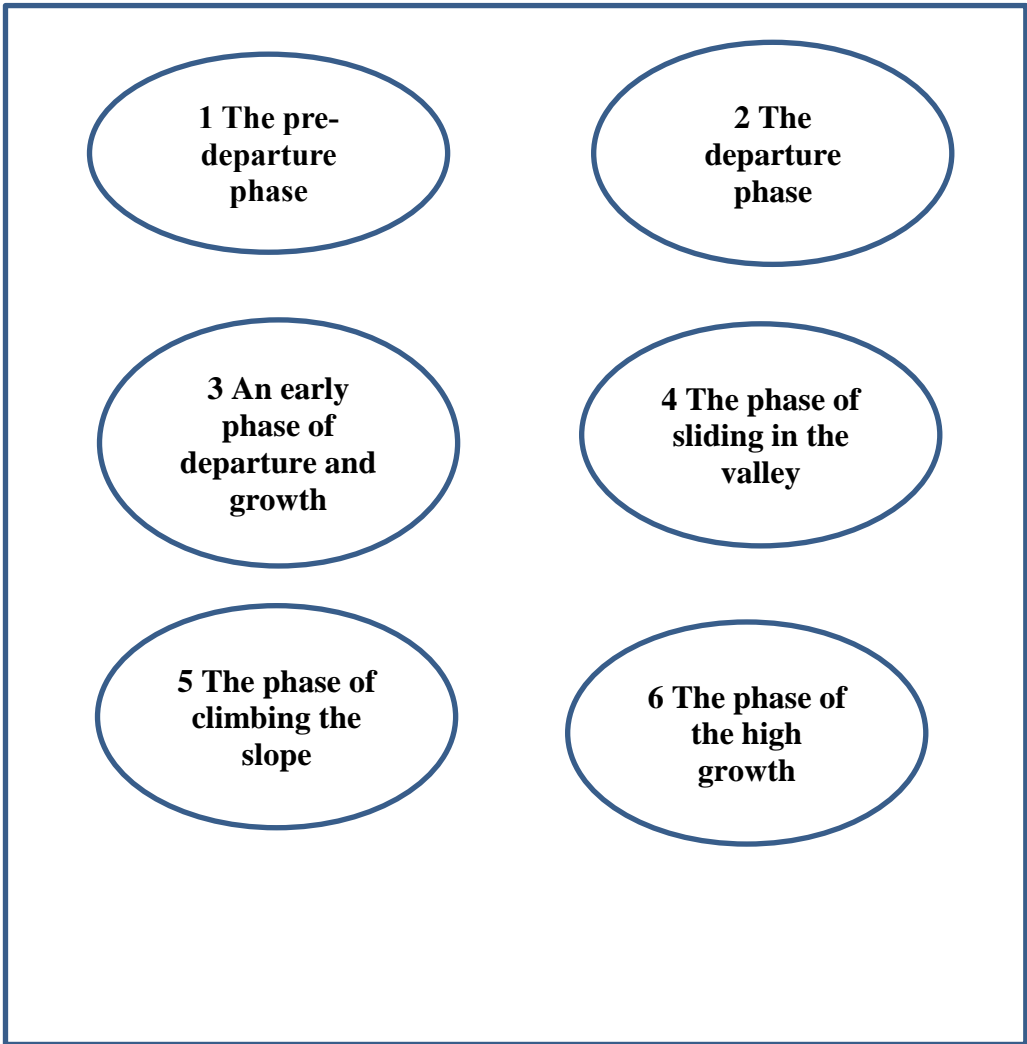 1 The pre-
departure
phase
2 The
departure
phase
3 An early
phase of
departure and
growth
4 The phase of
sliding in the
valley
5 The phase of
climbing the
slope
6 The phase of
the high
growth